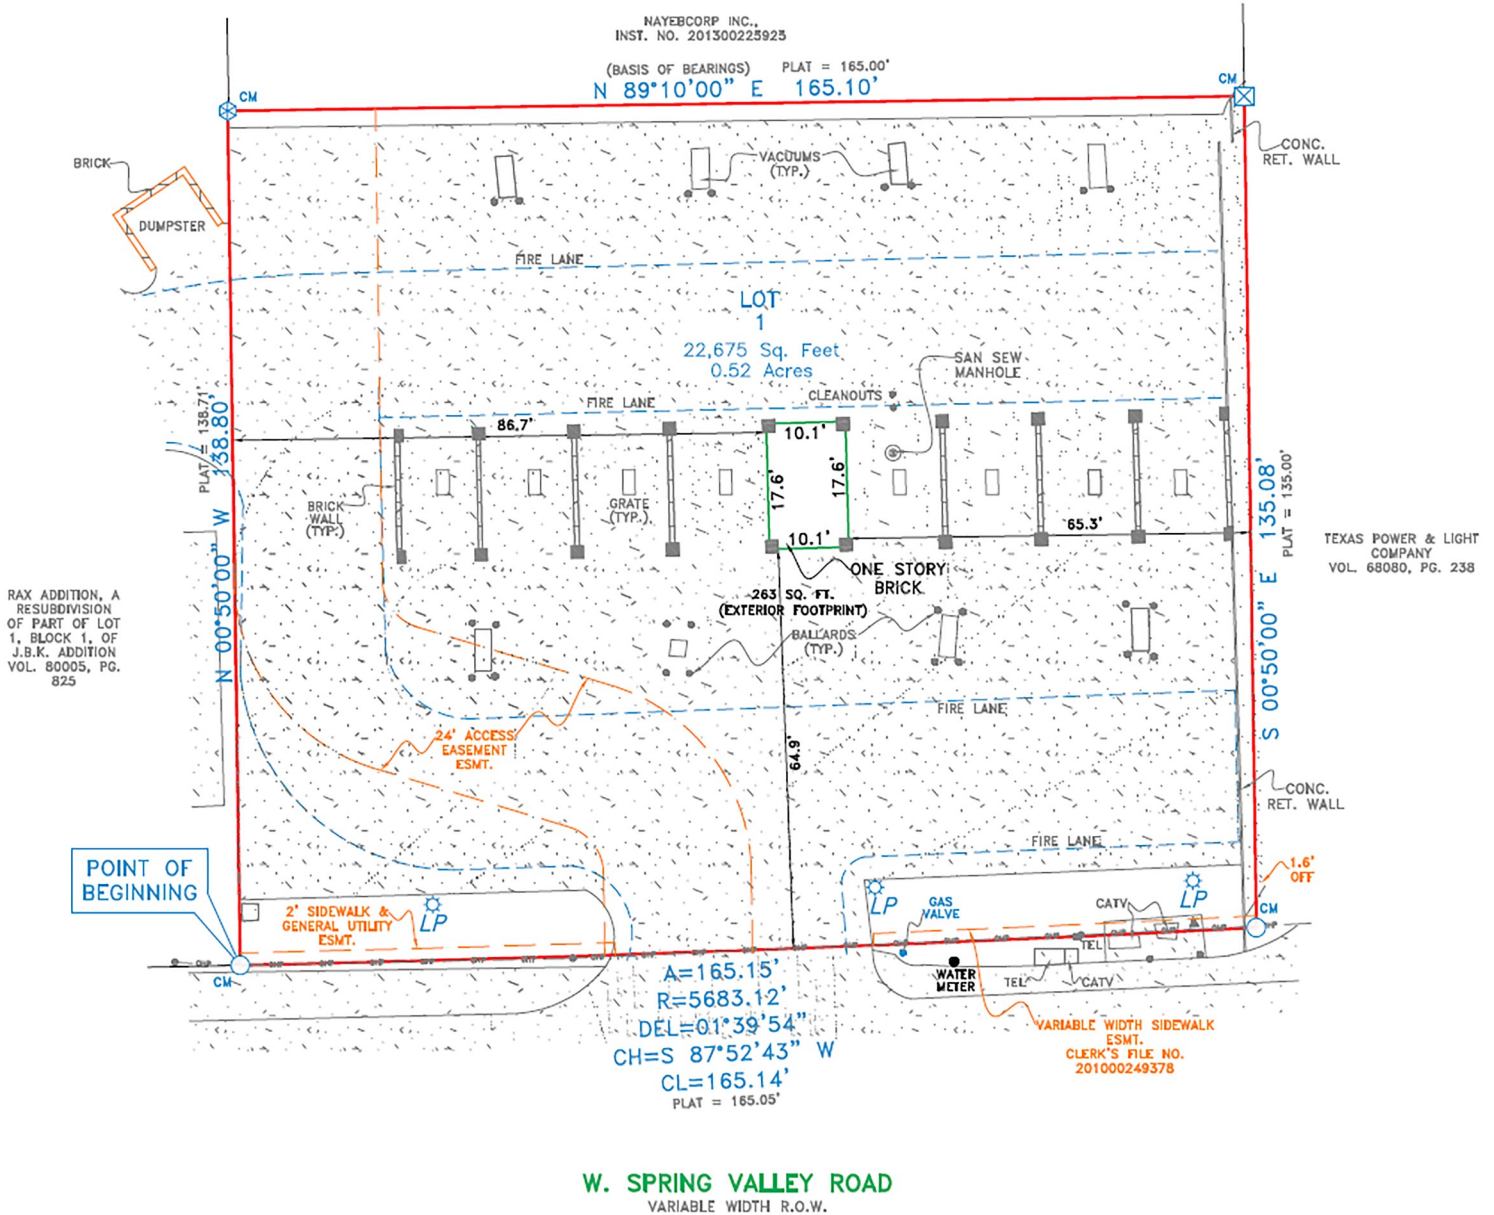 NAYEBCORP INC.,
INST. NO. 201300225925
(BASIS OF BEARINGS) PLAT = 165.00'
N 89°10'00" E 165.10'
CM
CM
CONC.
RET. WALL
BRICK
DUMPSTER
VACUUMS
(TYP.)
FIRE LANE
LOT
1
22,675 Sq. Feet
0.52 Acres
SAN SEW
MANHOLE
CLEANOUTS
FIRE LANE
PLAT = 138.71'
N 00°50'00" W 138.80'
86.7'
10.1'
17.6'
17.6'
10.1'
BRICK
WALL
(TYP.)
GRATE
(TYP.)
65.3'
S 00°50'00" E 135.08'
PLAT = 135.00'
TEXAS POWER & LIGHT
COMPANY
VOL. 68080, PG. 238
ONE STORY
BRICK
263 SQ. FT.
(EXTERIOR FOOTPRINT)
BALLARDS
(TYP.)
RAX ADDITION, A
RESUBDIVISION
OF PART OF LOT
1, BLOCK 1, OF
J.B.K. ADDITION
VOL. 80005, PG.
825
FIRE LANE
24' ACCESS
EASEMENT
ESMT.
64.9'
CONC.
RET. WALL
FIRE LANE
POINT OF
BEGINNING
1.6'
OFF
2' SIDEWALK &
GENERAL UTILITY
ESMT.
LP
LP
GAS
VALVE
CATV
LP
CM
TEL
CM
WATER
METER
TEL
CATV
A=165.15'
R=5683.12'
DEL=01°39'54"
CH=S 87°52'43" W
CL=165.14'
PLAT = 165.05'
VARIABLE WIDTH SIDEWALK
ESMT.
CLERK'S FILE NO.
201000249378
W. SPRING VALLEY ROAD
VARIABLE WIDTH R.O.W.